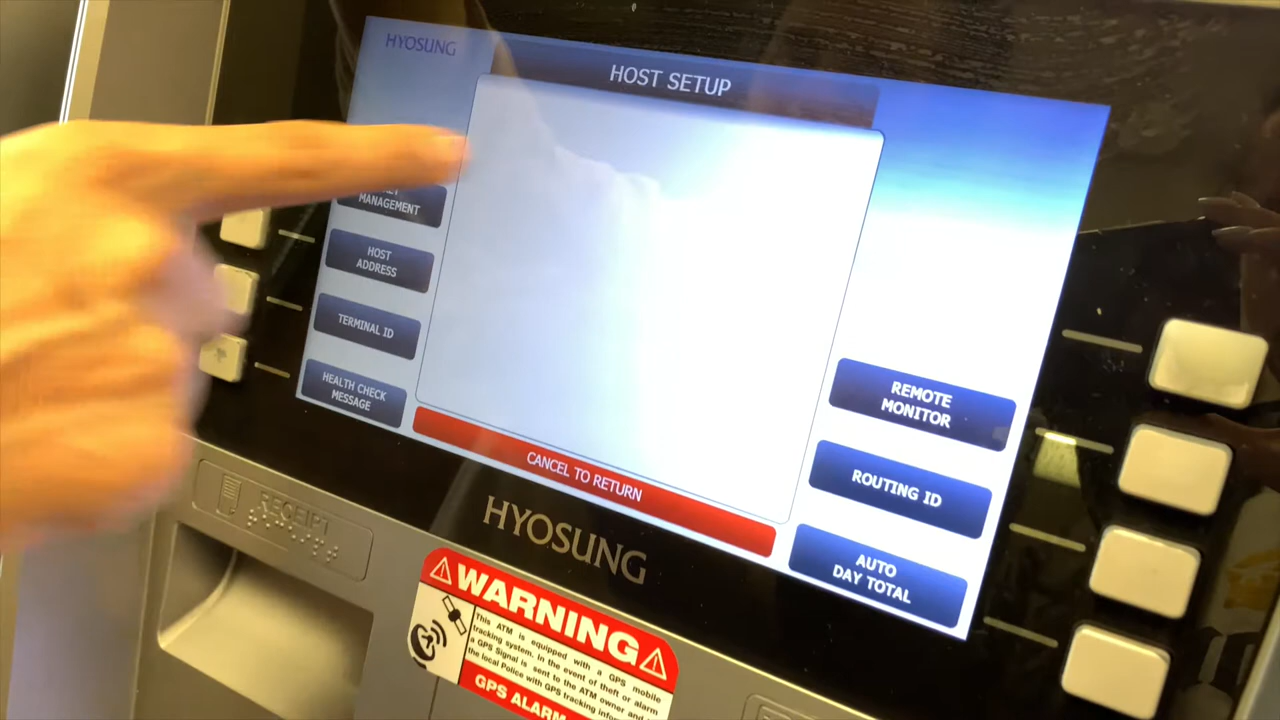 HYOSUNG
HOST SETUP
MANAGEMENT
HOST
ADDRESS
TERMINAL ID
HEALTH CHECK
MESSAGE
REMOTE
MONITOR
ROUTING ID
AUTO
DAY TOTAL
CANCEL TO RETURN
HYOSUNG
RECEIPT
WARNING
This ATM is equipped with a GPS mobile
tracking system. In the event of theft or alarm
a GPS Signal is sent to the ATM owner and
the local Police with GPS tracking
GPS ALARM